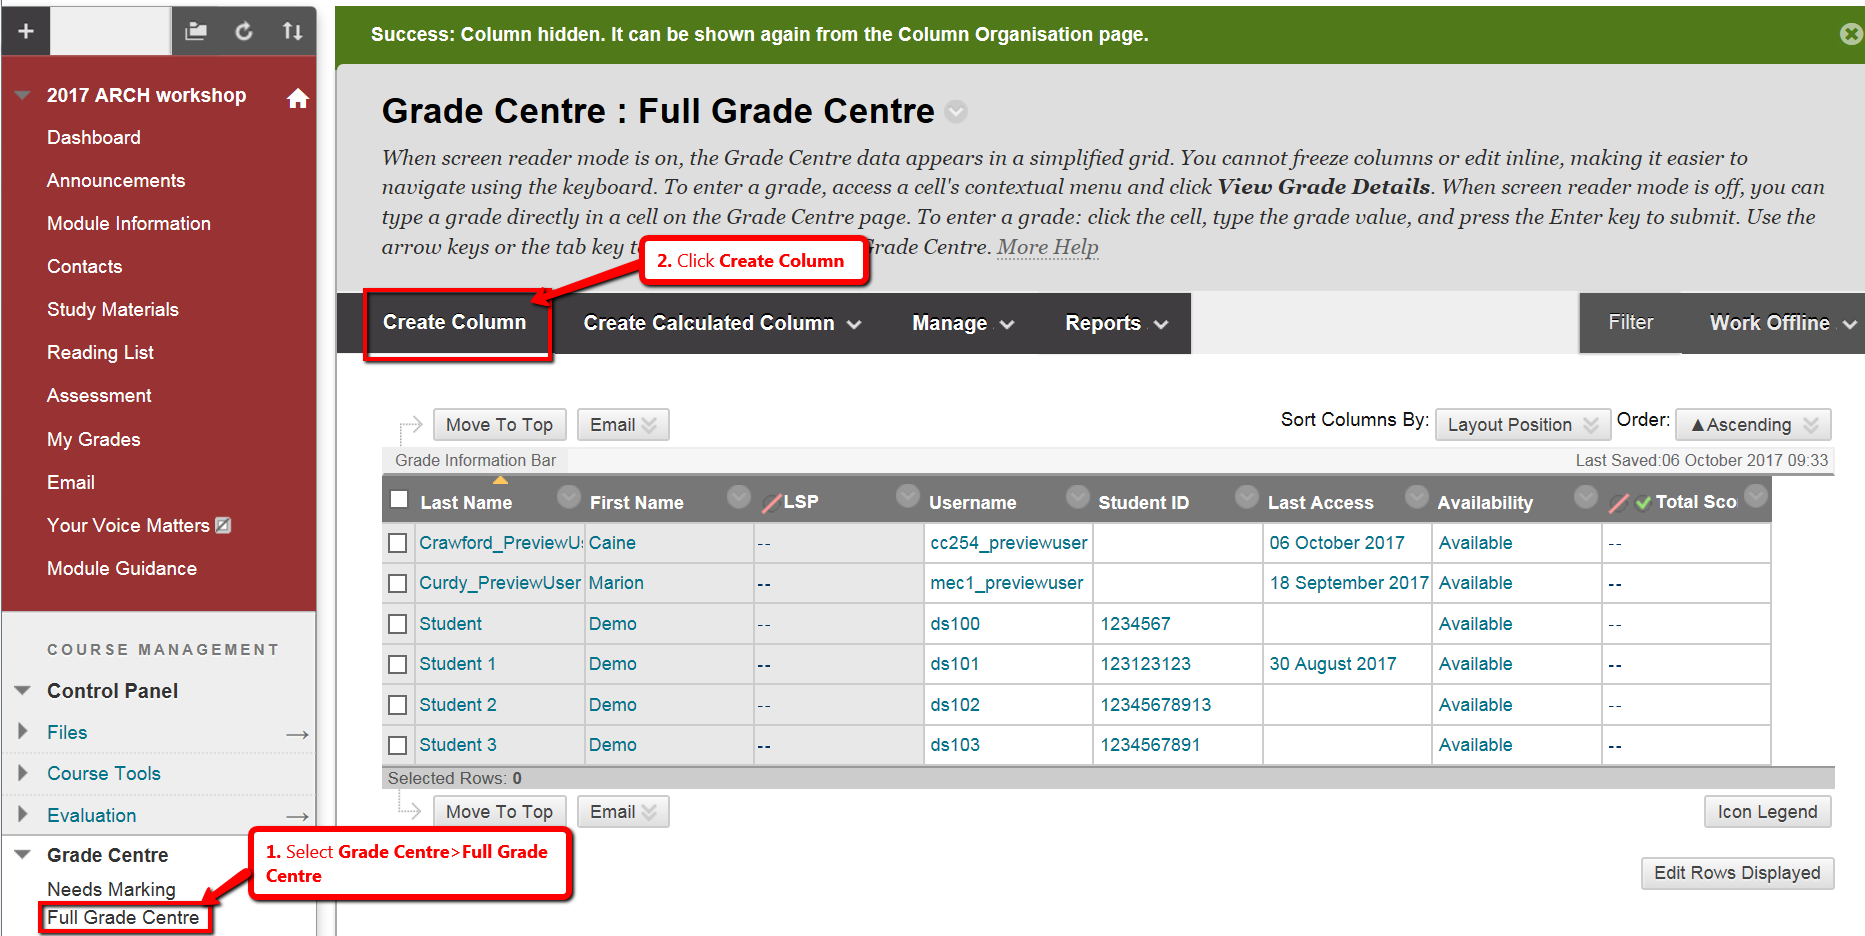 2017 ARCH workshop
Dashboard
Announcements
Module Information
Contacts
Study Materials
Reading List
Assessment
My Grades
Email
Your Voice Matters
Module Guidance
COURSE MANAGEMENT
Control Panel
Files
Course Tools
Evaluation
Grade Centre
Needs Marking
Full Grade Centre
1. Select Grade Centre>Full Grade
Centre
Success: Column hidden. It can be shown again from the Column Organisation page.
Grade Centre : Full Grade Centre
When screen reader mode is on, the Grade Centre data appears in a simplified grid. You cannot freeze columns or edit inline, making it easier to
navigate using the keyboard. To enter a grade, access a cell's contextual menu and click View Grade Details. When screen reader mode is off, you can
type a grade directly in a cell on the Grade Centre page. To enter a grade: click the cell, type the grade value, and press the Enter key to submit. Use the
arrow keys or the tab key Grade Centre. More Help
2. Click Create Column
Create Column Create Calculated Column Manage Reports Filter Work Offline
Move To Top Email Sort Columns By: Layout Position Order: ▲Ascending
Grade Information Bar Last Saved:06 October 2017 09:33
Last Name First Name LSP Username Student ID Last Access Availability Total Sco
Crawford_PreviewU Caine -- cc254_previewuser 06 October 2017 Available --
Curdy_PreviewUser Marion -- mec1_previewuser 18 September 2017 Available --
Student Demo -- ds100 1234567 Available --
Student 1 Demo -- ds101 123123123 30 August 2017 Available --
Student 2 Demo -- ds102 12345678913 Available --
Student 3 Demo -- ds103 1234567891 Available --
Selected Rows: 0
Move To Top Email Icon Legend
Edit Rows Displayed